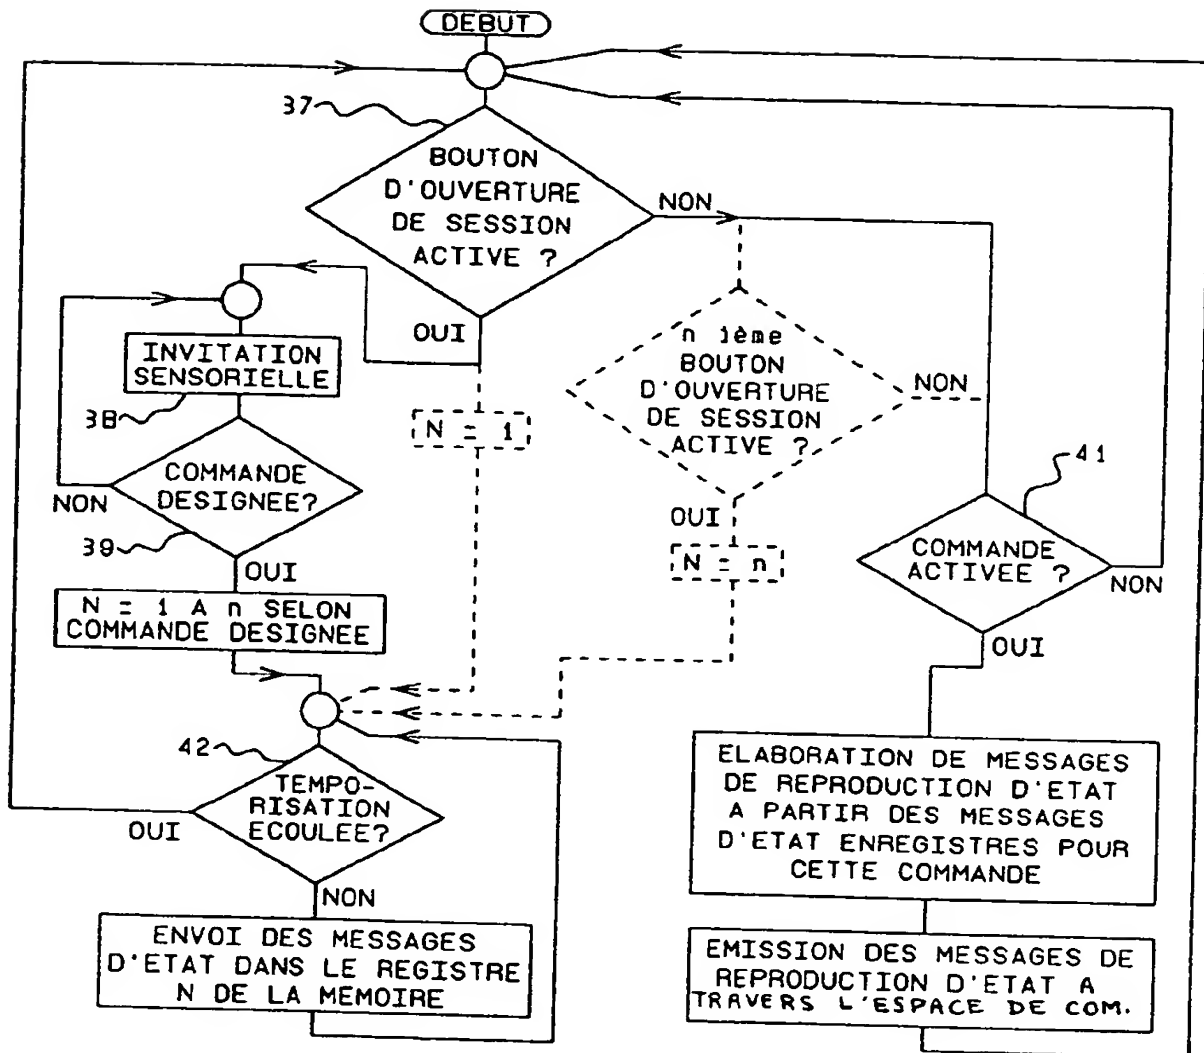 DEBUT
37
BOUTON
D'OUVERTURE
DE SESSION
ACTIVE ?
NON
OUI
INVITATION
SENSORIELLE
38
N = 1
n ième
BOUTON
D'OUVERTURE
DE SESSION
ACTIVE ?
NON
OUI
N = n
COMMANDE
DESIGNEE?
NON
39
OUI
N = 1 A n SELON
COMMANDE DESIGNEE
41
COMMANDE
ACTIVEE ?
NON
OUI
42
TEMPO-
RISATION
ECOULEE?
OUI
NON
ENVOI DES MESSAGES
D'ETAT DANS LE REGISTRE
N DE LA MEMOIRE
ELABORATION DE MESSAGES
DE REPRODUCTION D'ETAT
A PARTIR DES MESSAGES
D'ETAT ENREGISTRES POUR
CETTE COMMANDE
EMISSION DES MESSAGES DE
REPRODUCTION D'ETAT A
TRAVERS L'ESPACE DE COM.